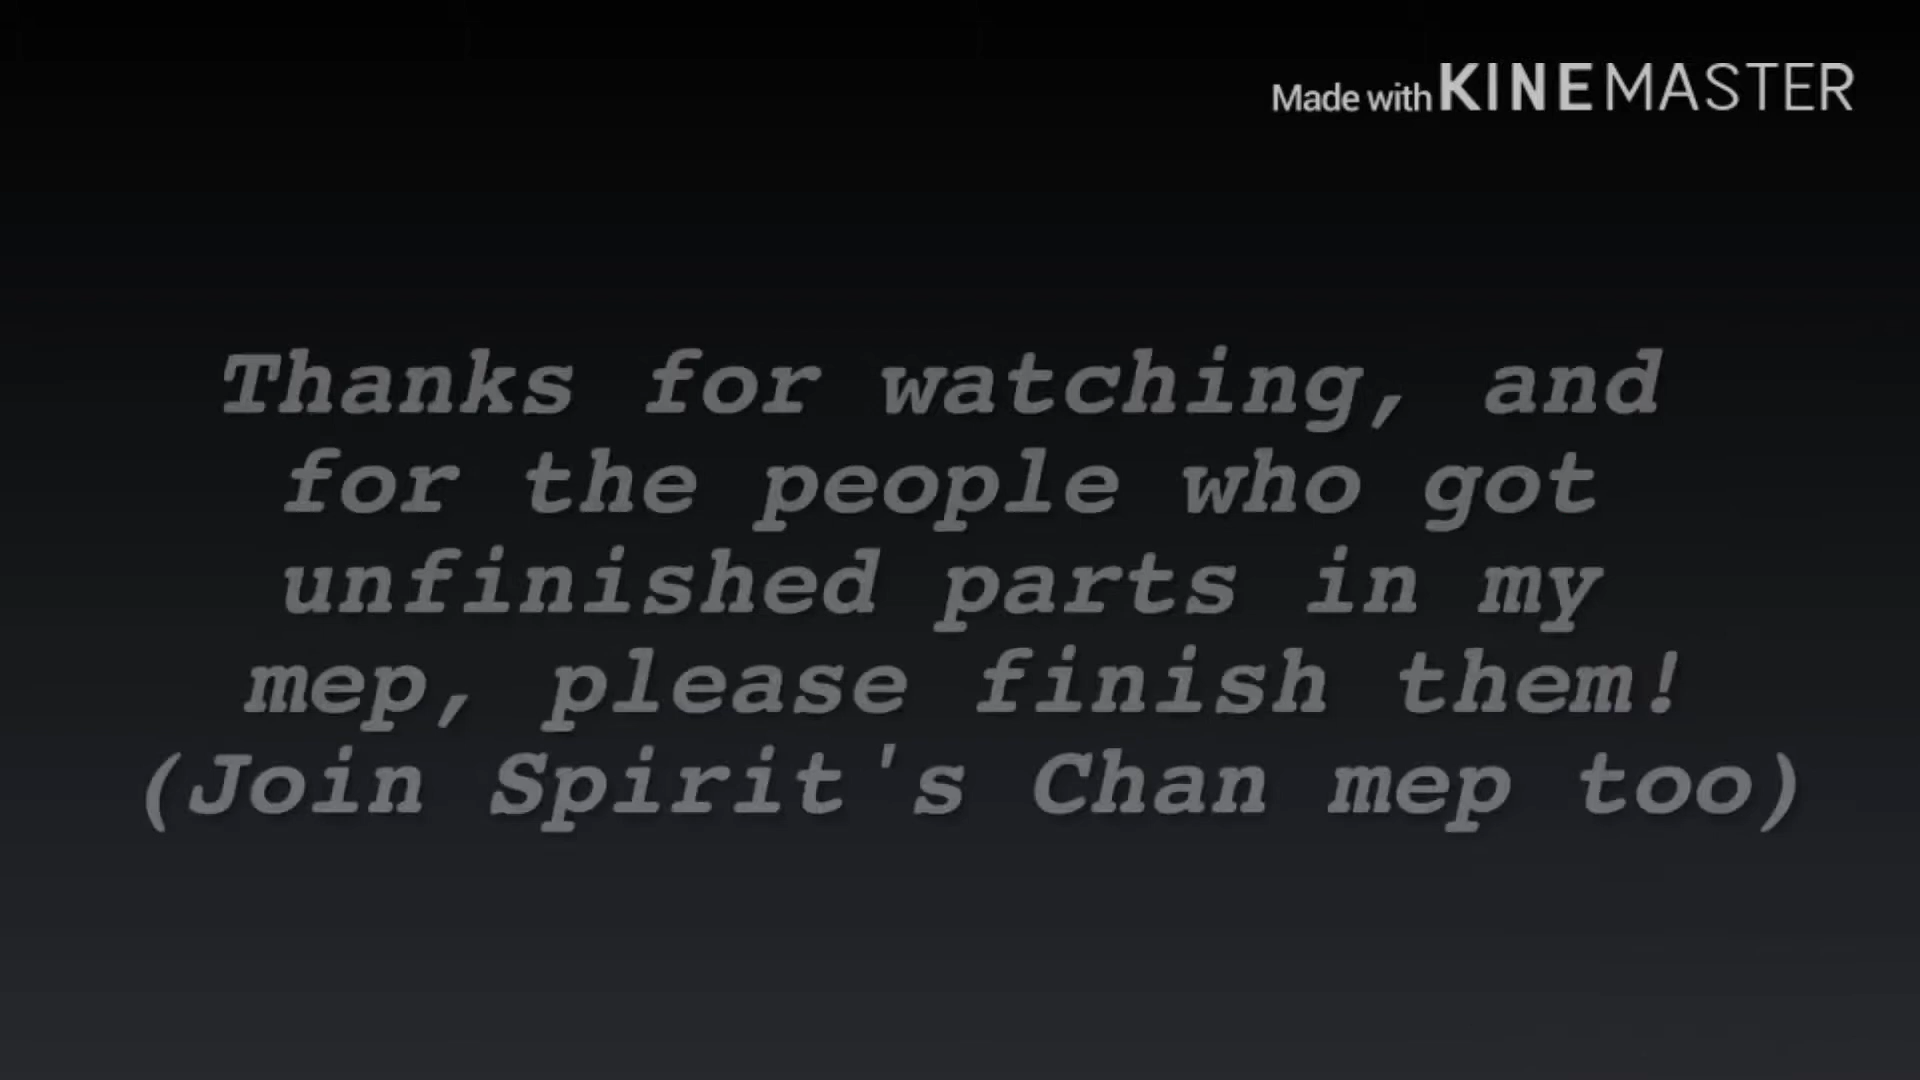 Made with KINEMASTER
Thanks for watching, and
for the people who got
unfinished parts in my
mep, please finish them!
(Join Spirit's Chan mep too)